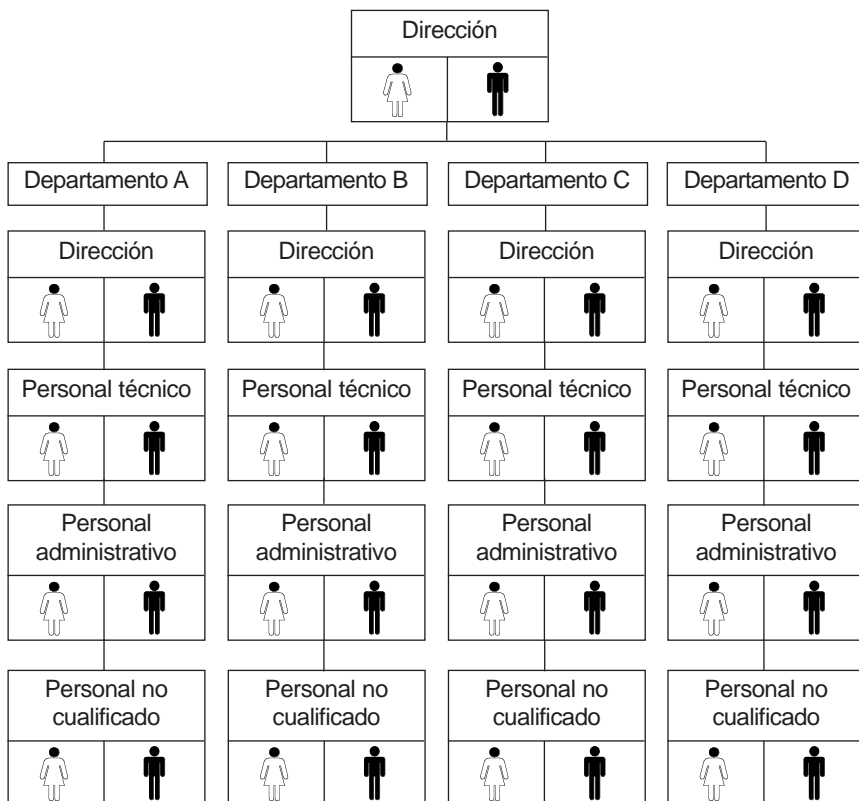 Dirección
Departamento A
Departamento B
Departamento C
Departamento D
Dirección
Dirección
Dirección
Dirección
Personal técnico
Personal técnico
Personal técnico
Personal técnico
Personal
administrativo
Personal
administrativo
Personal
administrativo
Personal
administrativo
Personal no
cualificado
Personal no
cualificado
Personal no
cualificado
Personal no
cualificado